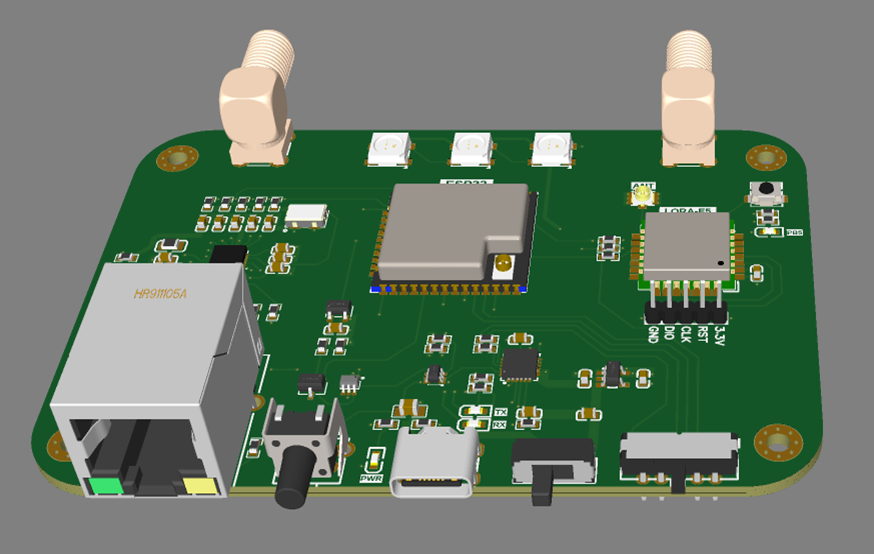 ESP32
ANT
LORA-E5
PB5
HR911105A
GND
DIO
CLK
RST
3.3V
TX
RX
PWR